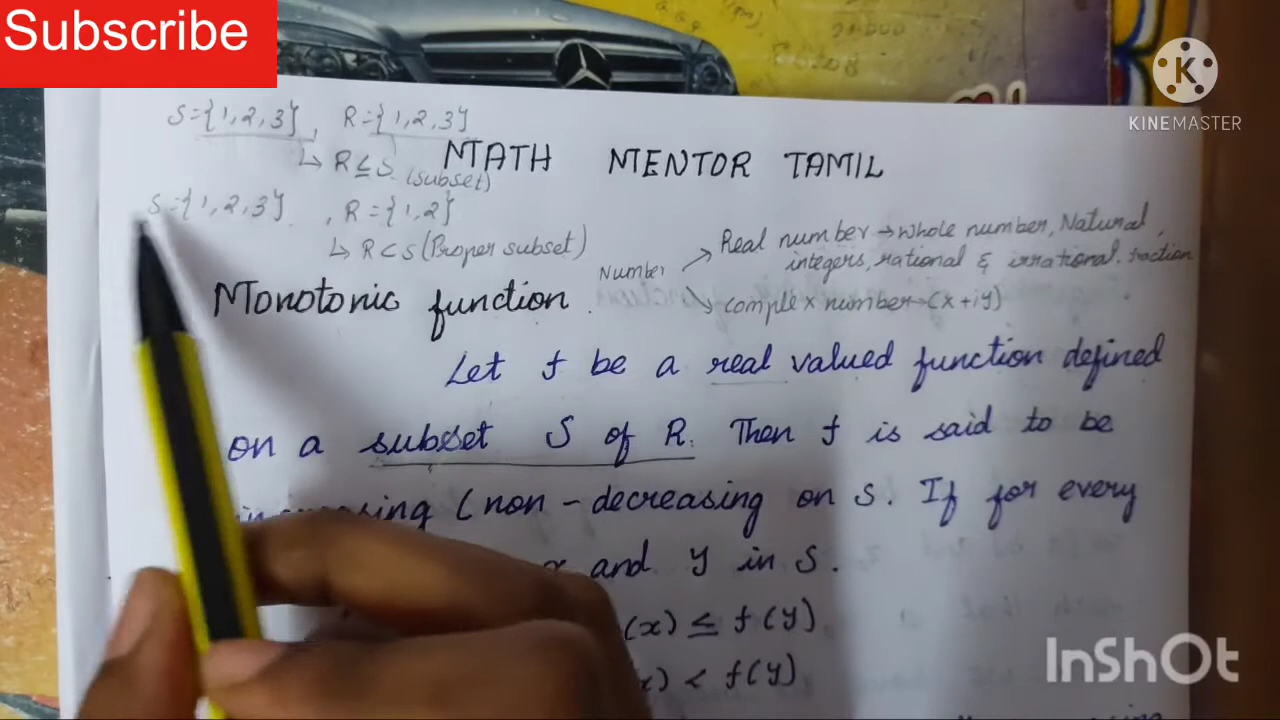 Subscribe
KINEMASTER
S={1,2,3}, R={1,2,3}
↳ R⊆S (subset)
MATH MENTOR TAMIL
S={1,2,3}, R={1,2}
↳ R<S (Proper subset)
Number → Real number → whole number, Natural,
integers, rational & irrational. fraction
→ complex number → (x+iy)
Monotonic function.
Let f be a real valued function defined
on a subset S of R. Then f is said to be
increasing (non-decreasing on S. If for every
x and y in S.
(x) ≤ f(y)
(x) < f(y)
InShOt